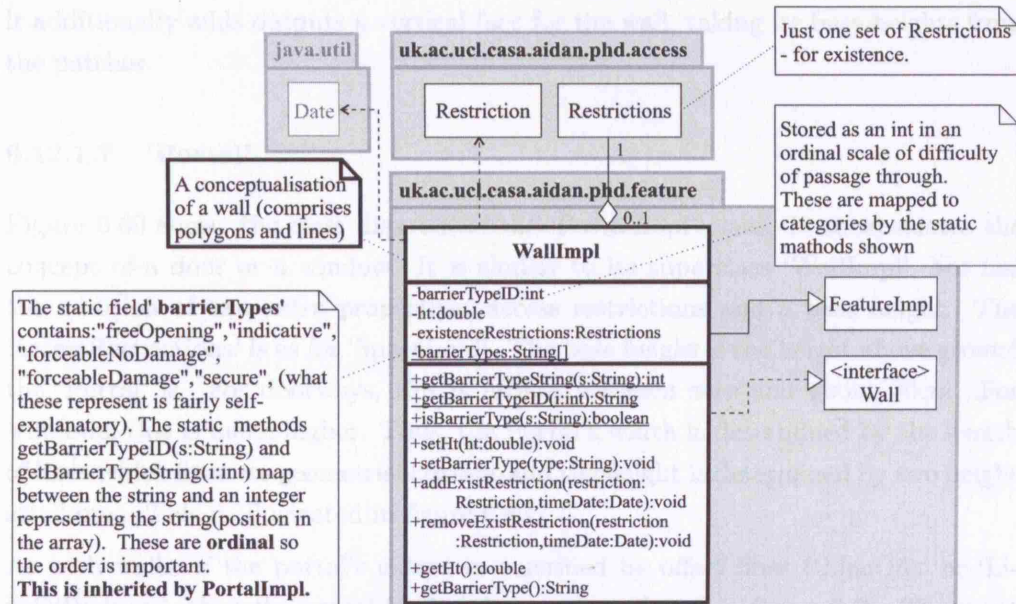 java.util
Date
uk.ac.ucl.casa.aidan.phd.access
Restriction
Restrictions
1
Just one set of Restrictions
- for existence.
Stored as an int in an
ordinal scale of difficulty
of passage through.
These are mapped to
categories by the static
mathods shown
A conceptualisation
of a wall (comprises
polygons and lines)
uk.ac.ucl.casa.aidan.phd.feature
0..1
WallImpl
-barrierTypeID:int
-ht:double
-existenceRestrictions:Restrictions
-barrierTypes:String[]
+getBarrierTypeString(s:String):int
+getBarrierTypeID(i:int):String
+isBarrierType(s:String):boolean
+setH(ht:double):void
+setBarrierType(type:String):void
+addExistRestriction(restriction:
Restriction,timeDate:Date):void
+removeExistRestriction(restriction
:Restriction,timeDate:Date):void
+getHt():double
+getBarrierType():String
FeatureImpl
<interface>
Wall
The static field'barrierTypes'
contains;"freeOpening","indicative",
"forceableNoDamage",
"forcebleDamage","secure", (what
these represent is fairly self-
explanatory). The static methods
getBarrierTypeID(s:String) and
getBarrierTypeString(i:int) map
between the string and an integer
representing the string(position in
the array). These are ordinal so
the order is important.
This is inherited by PortalImpl.